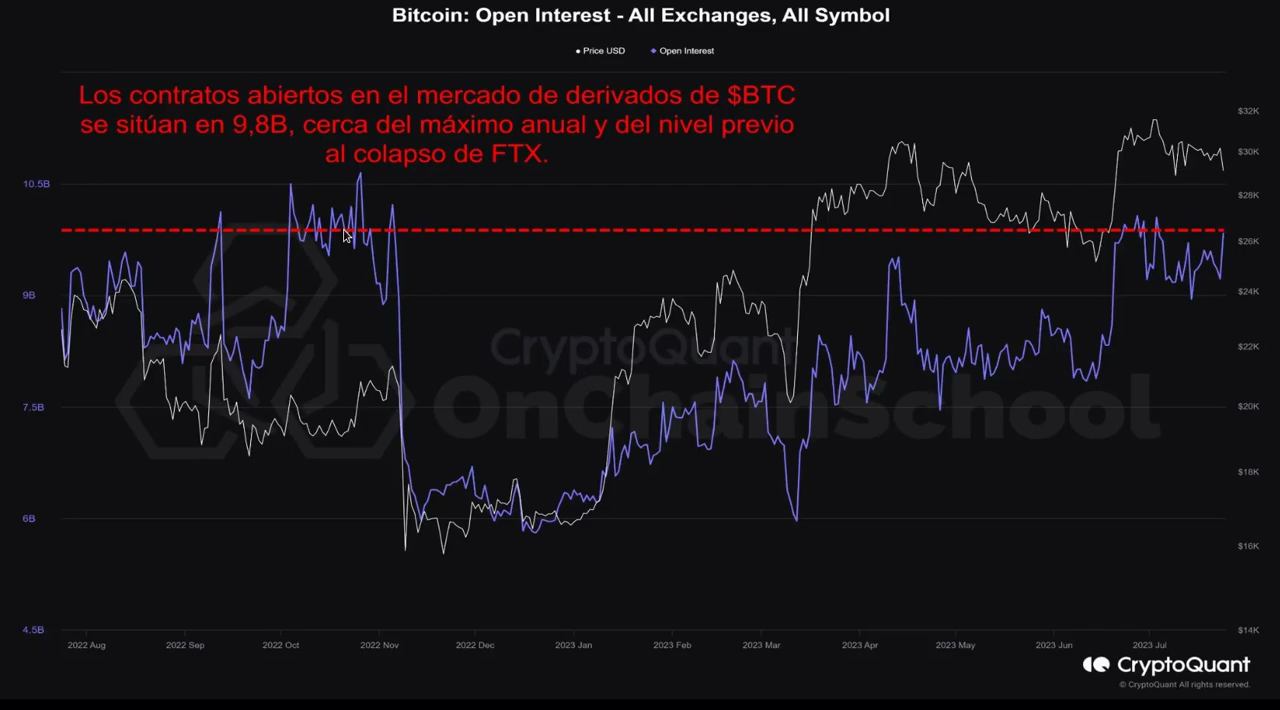 Bitcoin: Open Interest - All Exchanges, All Symbol
Price USD Open Interest
Los contratos abiertos en el mercado de derivados de $BTC
se sitúan en 9,8B, cerca del máximo anual y del nivel previo
al colapso de FTX.
10.5B
9B
7.5B
6B
4.5B
$32K
$30K
$28K
$26K
$24K
$22K
$20K
$18K
$16K
$14K
CryptoQuant
OnChainSchool
2022 Aug 2022 Sep 2022 Oct 2022 Nov 2022 Dec 2023 Jan 2023 Feb 2023 Mar 2023 Apr 2023 May 2023 Jun 2023 Jul
CryptoQuant
© CryptoQuant All rights reserved.